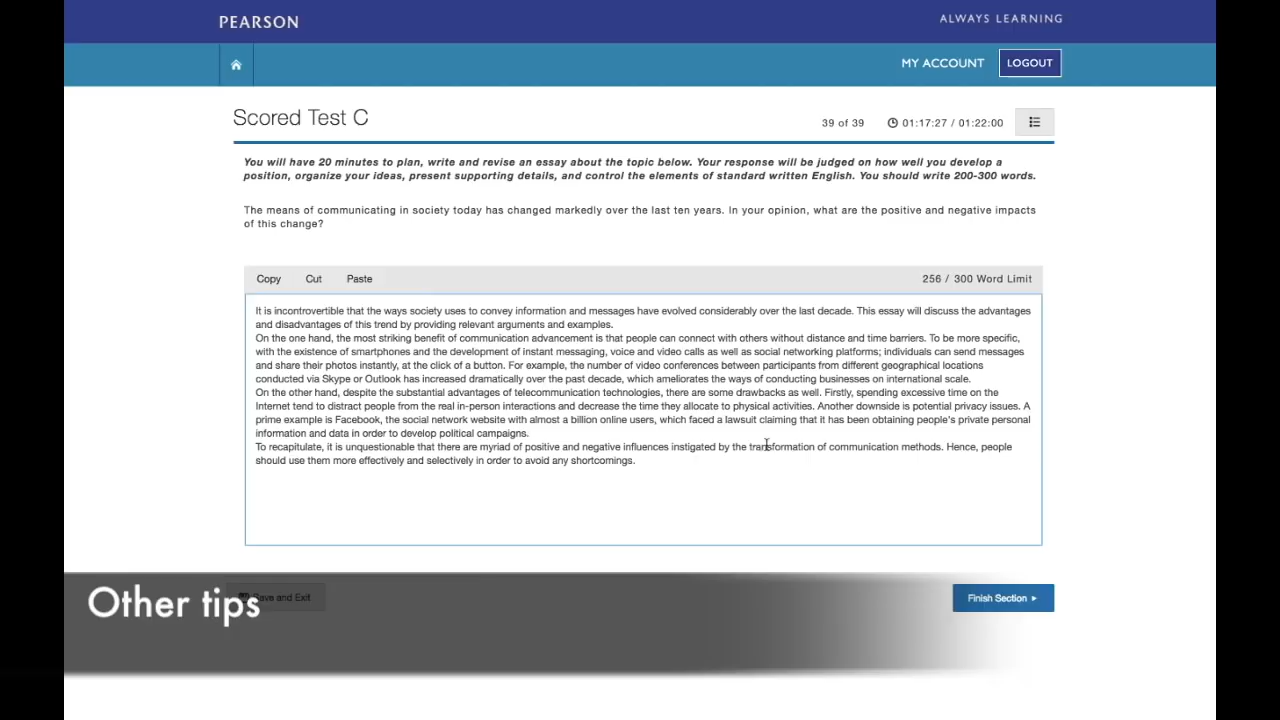 PEARSON
ALWAYS LEARNING
MY ACCOUNT
LOGOUT
Scored Test C
39 of 39
01:17:27 / 01:22:00
You will have 20 minutes to plan, write and revise an essay about the topic below. Your response will be judged on how well you develop a
position, organize your ideas, present supporting details, and control the elements of standard written English. You should write 200-300 words.
The means of communicating in society today has changed markedly over the last ten years. In your opinion, what are the positive and negative impacts
of this change?
Copy Cut Paste
256 / 300 Word Limit
It is incontrovertible that the ways society uses to convey information and messages have evolved considerably over the last decade. This essay will discuss the advantages
and disadvantages of this trend by providing relevant arguments and examples.
On the one hand, the most striking benefit of communication advancement is that people can connect with others without distance and time barriers. To be more specific,
with the existence of smartphones and the development of instant messaging, voice and video calls as well as social networking platforms; individuals can send messages
and share their photos instantly, at the click of a button. For example, the number of video conferences between participants from different geographical locations
conducted via Skype or Outlook has increased dramatically over the past decade, which ameliorates the ways of conducting businesses on international scale.
On the other hand, despite the substantial advantages of telecommunication technologies, there are some drawbacks as well. Firstly, spending excessive time on the
Internet tend to distract people from the real in-person interactions and decrease the time they allocate to physical activities. Another downside is potential privacy issues. A
prime example is Facebook, the social network website with almost a billion online users, which faced a lawsuit claiming that it has been obtaining people's private personal
information and data in order to develop political campaigns.
To recapitulate, it is unquestionable that there are myriad of positive and negative influences instigated by the transformation of communication methods. Hence, people
should use them more effectively and selectively in order to avoid any shortcomings.
Save and Exit
Finish Section
Other tips